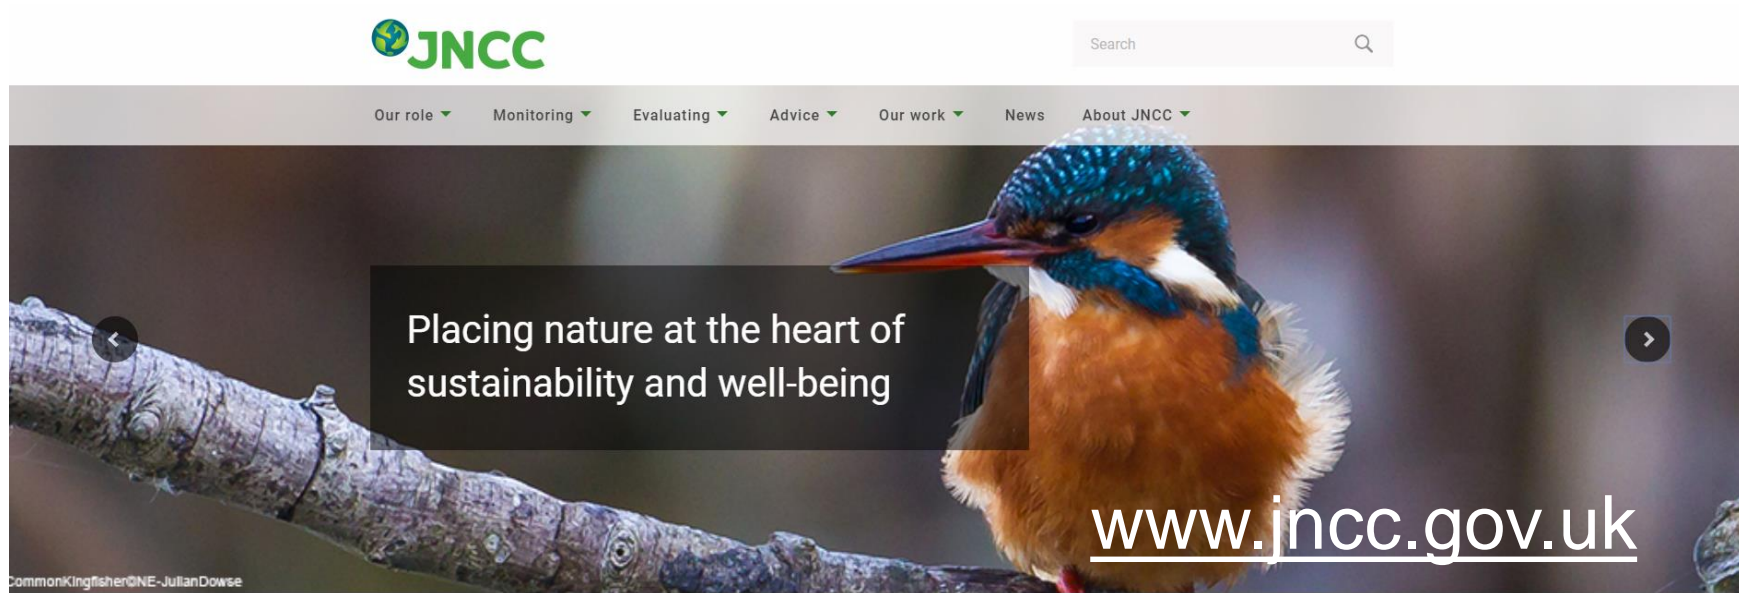 JNCC
Search
Our role Monitoring Evaluating Advice Our work News About JNCC
Placing nature at the heart of
sustainability and well-being
www.jncc.gov.uk
CommonKingfisher©NE-JulianDowse